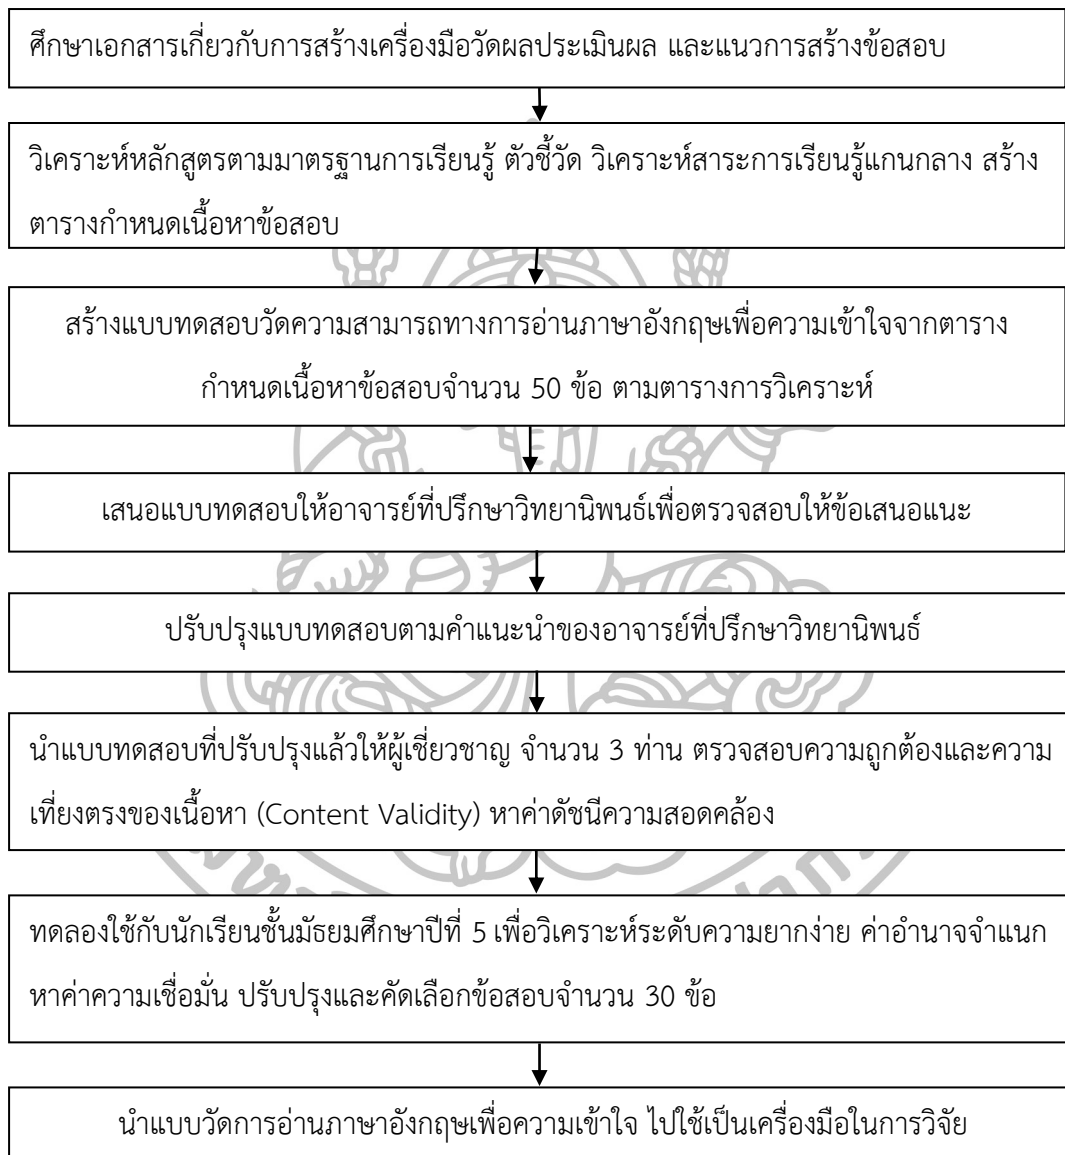 ศึกษาเอกสารเกี่ยวกับการสร้างเครื่องมือวัดผลประเมินผล และแนวการสร้างข้อสอบ
วิเคราะห์หลักสูตรตามมาตรฐานการเรียนรู้ ตัวชี้วัด วิเคราะห์สาระการเรียนรู้แกนกลาง สร้าง
ตารางกำหนดเนื้อหาข้อสอบ
สร้างแบบทดสอบวัดความสามารถทางการอ่านภาษาอังกฤษเพื่อความเข้าใจจากตาราง
กำหนดเนื้อหาข้อสอบจำนวน 50 ข้อ ตามตารางการวิเคราะห์
เสนอแบบทดสอบให้อาจารย์ที่ปรึกษาวิทยานิพนธ์เพื่อตรวจสอบให้ข้อเสนอแนะ
ปรับปรุงแบบทดสอบตามคำแนะนำของอาจารย์ที่ปรึกษาวิทยานิพนธ์
นำแบบทดสอบที่ปรับปรุงแล้วให้ผู้เชี่ยวชาญ จำนวน 3 ท่าน ตรวจสอบความถูกต้องและความ
เที่ยงตรงของเนื้อหา (Content Validity) หาค่าดัชนีความสอดคล้อง
ทดลองใช้กับนักเรียนชั้นมัธยมศึกษาปีที่ 5 เพื่อวิเคราะห์ระดับความยากง่าย ค่าอำนาจจำแนก
หาค่าความเชื่อมั่น ปรับปรุงและคัดเลือกข้อสอบจำนวน 30 ข้อ
นำแบบวัดการอ่านภาษาอังกฤษเพื่อความเข้าใจ ไปใช้เป็นเครื่องมือในการวิจัย